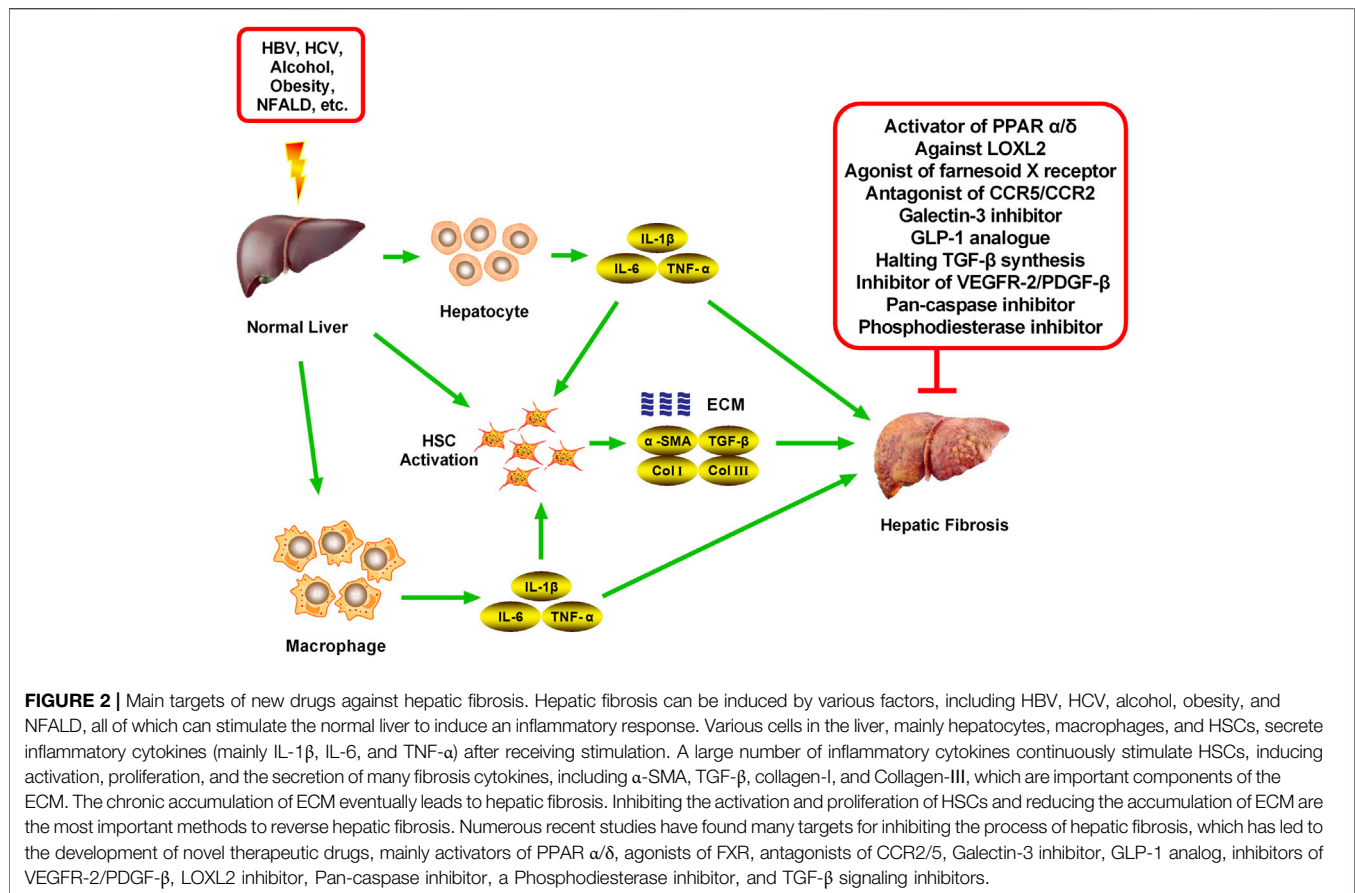 HBV, HCV,
Alcohol,
Obesity,
NFALD, etc.
Activator of PPAR α/δ
Against LOXL2
Agonist of farnesoid X receptor
Antagonist of CCR5/CCR2
Galectin-3 inhibitor
GLP-1 analogue
Halting TGF-β synthesis
Inhibitor of VEGFR-2/PDGF-β
Pan-caspase inhibitor
Phosphodiesterase inhibitor
Normal Liver
Hepatocyte
IL-1β
IL-6
TNF-α
HSC
Activation
ECM
α-SMA
TGF-β
Col I
Col III
Hepatic Fibrosis
Macrophage
IL-1β
IL-6
TNF-α
FIGURE 2 | Main targets of new drugs against hepatic fibrosis. Hepatic fibrosis can be induced by various factors, including HBV, HCV, alcohol, obesity, and
NFALD, all of which can stimulate the normal liver to induce an inflammatory response. Various cells in the liver, mainly hepatocytes, macrophages, and HSCs, secrete
inflammatory cytokines (mainly IL-1β, IL-6, and TNF-α) after receiving stimulation. A large number of inflammatory cytokines continuously stimulate HSCs, inducing
activation, proliferation, and the secretion of many fibrosis cytokines, including α-SMA, TGF-β, collagen-I, and Collagen-III, which are important components of the
ECM. The chronic accumulation of ECM eventually leads to hepatic fibrosis. Inhibiting the activation and proliferation of HSCs and reducing the accumulation of ECM are
the most important methods to reverse hepatic fibrosis. Numerous recent studies have found many targets for inhibiting the process of hepatic fibrosis, which has led to
the development of novel therapeutic drugs, mainly activators of PPAR α/δ, agonists of FXR, antagonists of CCR2/5, Galectin-3 inhibitor, GLP-1 analog, inhibitors of
VEGFR-2/PDGF-β, LOXL2 inhibitor, Pan-caspase inhibitor, a Phosphodiesterase inhibitor, and TGF-β signaling inhibitors.